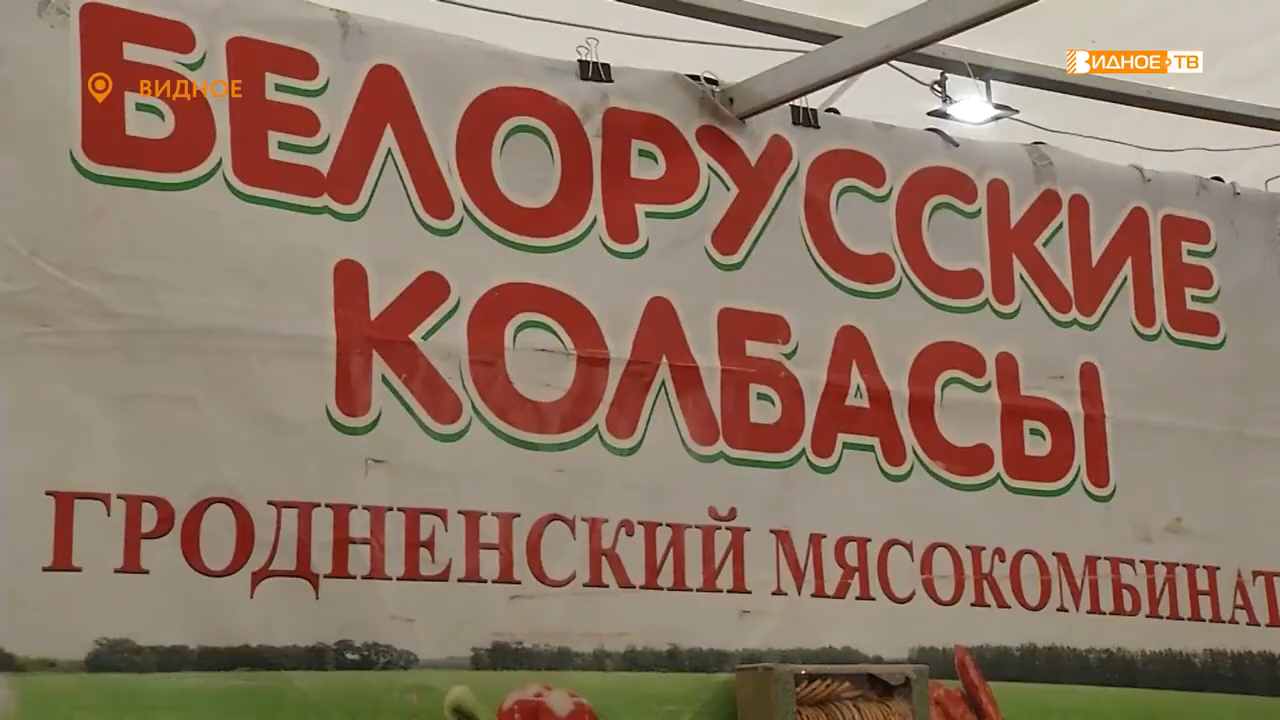 ВИДНОЕ
ВИДНОЕ ТВ
БЕЛОРУССКИЕ
КОЛБАСЫ
ГРОДНЕНСКИЙ МЯСОКОМБИНАТ